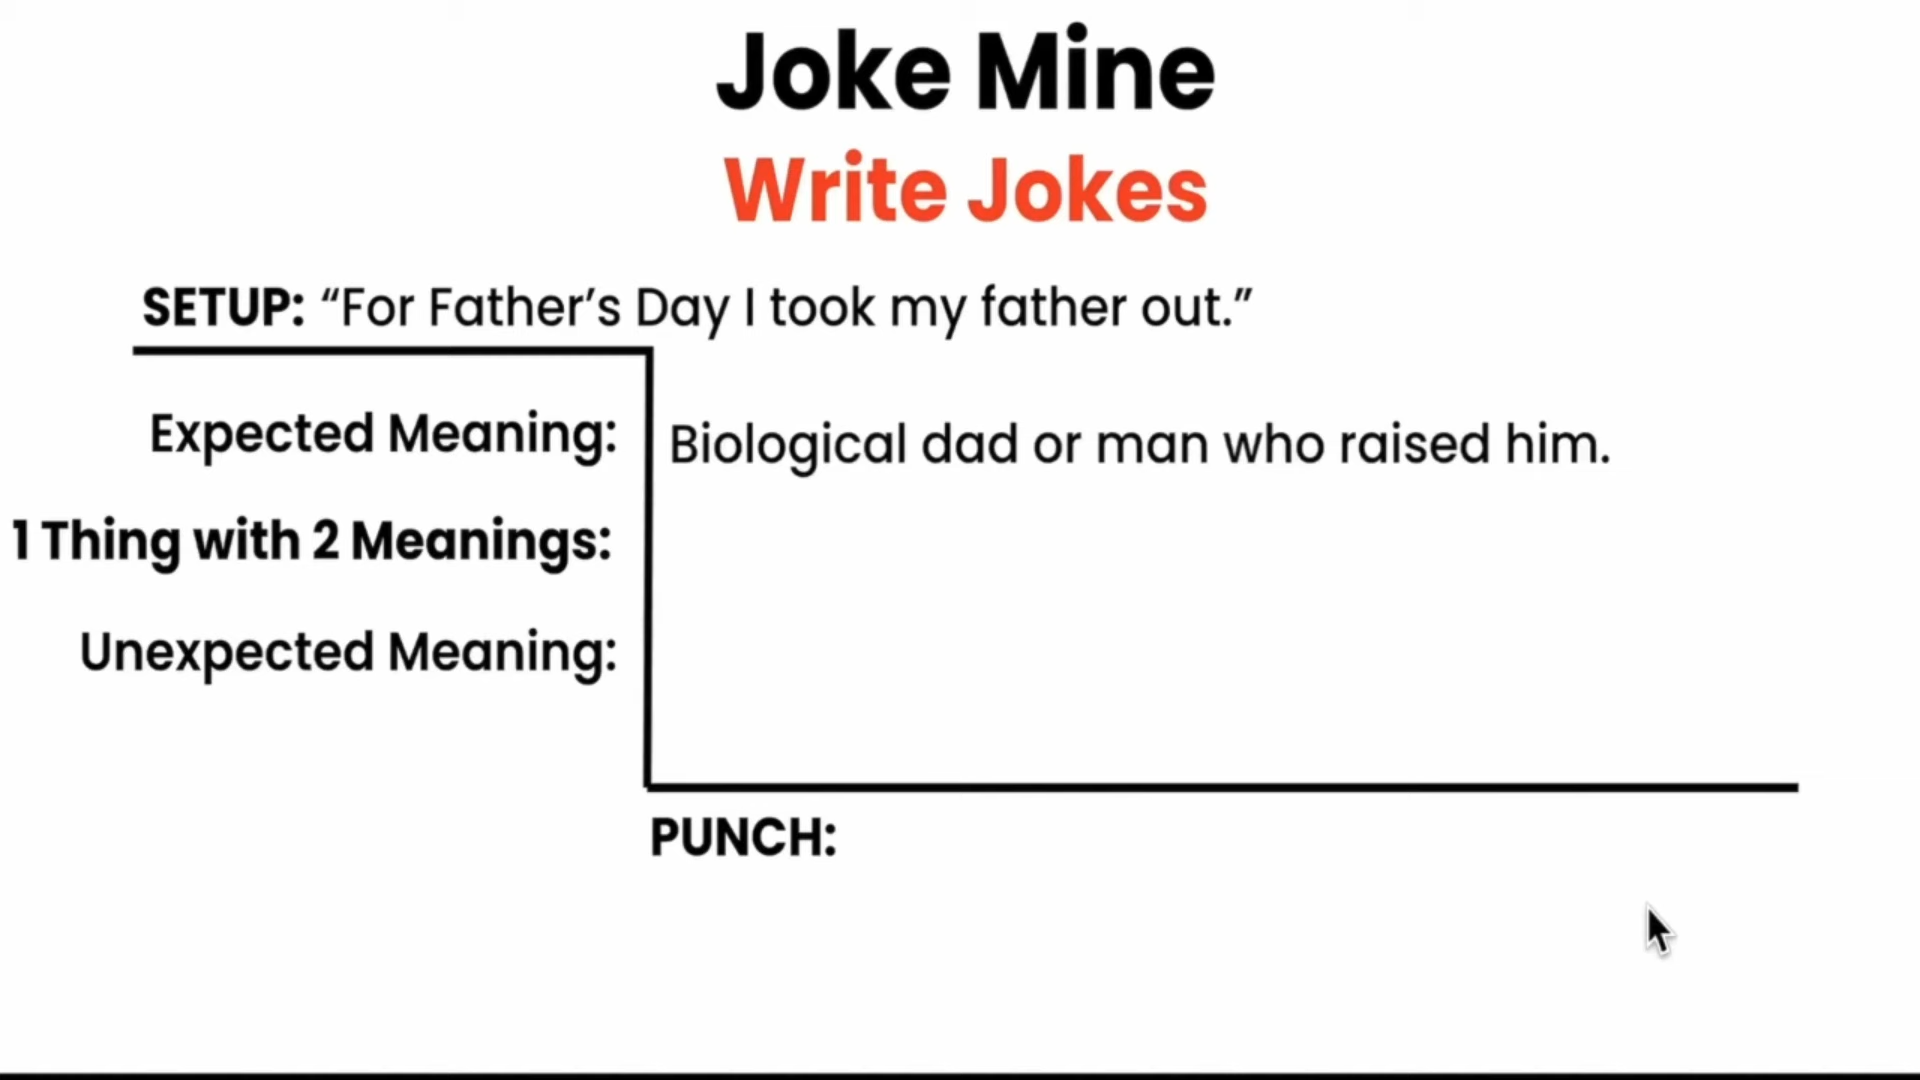 Joke Mine
Write Jokes
SETUP: “For Father’s Day I took my father out.”
Expected Meaning:
Biological dad or man who raised him.
1 Thing with 2 Meanings:
Unexpected Meaning:
PUNCH: